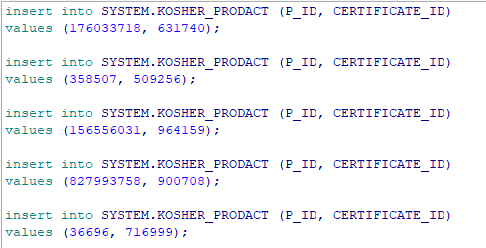 insert into SYSTEM.KOSHER_PRODACT (P_ID, CERTIFICATE_ID)
values (176033718, 631740);
insert into SYSTEM.KOSHER_PRODACT (P_ID, CERTIFICATE_ID)
values (358507, 509256);
insert into SYSTEM.KOSHER_PRODACT (P_ID, CERTIFICATE_ID)
values (156556031, 964159);
insert into SYSTEM.KOSHER_PRODACT (P_ID, CERTIFICATE_ID)
values (827993758, 900708);
insert into SYSTEM.KOSHER_PRODACT (P_ID, CERTIFICATE_ID)
values (36696, 716999);